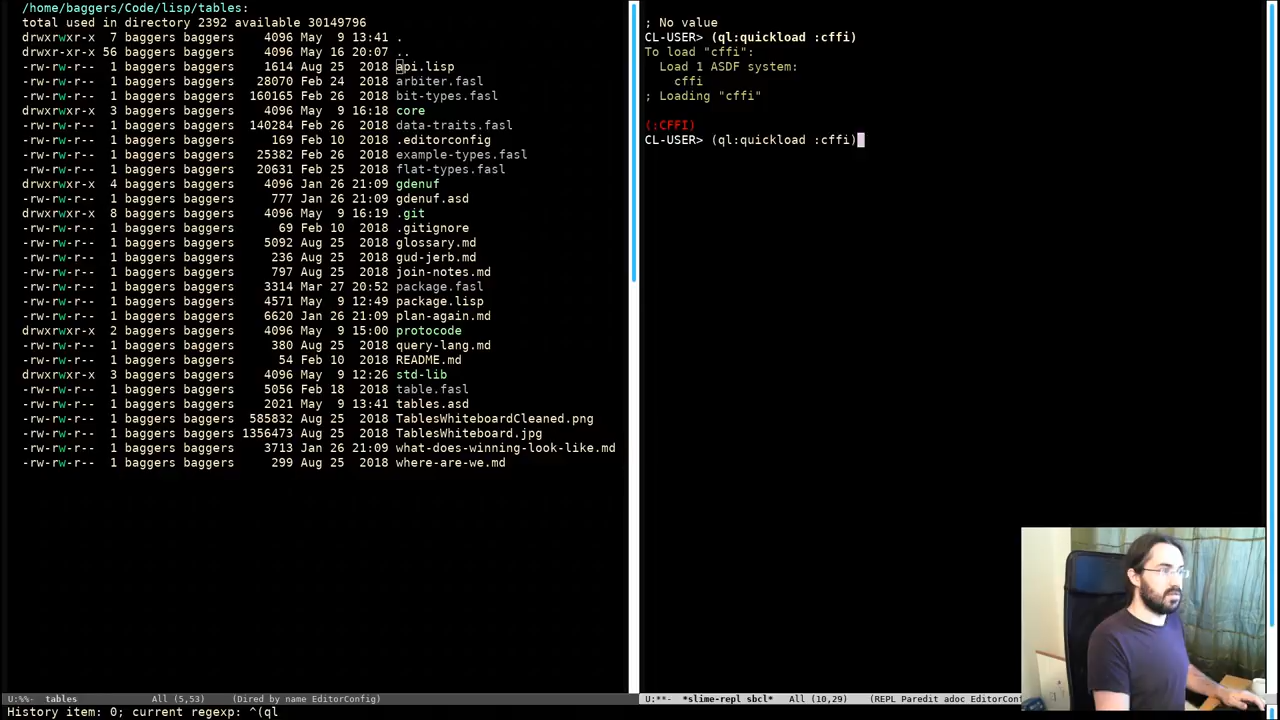 /home/baggers/Code/lisp/tables:
total used in directory 2392 available 30149796
drwxrwxr-x  7 baggers baggers    4096 May  9 13:41 .
drwxr-xr-x 56 baggers baggers    4096 May 16 20:07 ..
-rw-rw-r--  1 baggers baggers    1614 Aug 25  2018 api.lisp
-rw-rw-r--  1 baggers baggers   28070 Feb 24  2018 arbiter.fasl
-rw-rw-r--  1 baggers baggers  160165 Feb 26  2018 bit-types.fasl
drwxrwxr-x  3 baggers baggers    4096 May  9 16:18 core
-rw-rw-r--  1 baggers baggers  140284 Feb 26  2018 data-traits.fasl
-rw-rw-r--  1 baggers baggers     169 Feb 10  2018 .editorconfig
-rw-rw-r--  1 baggers baggers   25382 Feb 26  2018 example-types.fasl
-rw-rw-r--  1 baggers baggers   20631 Feb 25  2018 flat-types.fasl
drwxrwxr-x  4 baggers baggers    4096 Jan 26 21:09 gdenuf
-rw-rw-r--  1 baggers baggers     777 Jan 26 21:09 gdenuf.asd
drwxrwxr-x  8 baggers baggers    4096 May  9 16:19 .git
-rw-rw-r--  1 baggers baggers      69 Feb 10  2018 .gitignore
-rw-rw-r--  1 baggers baggers    5092 Aug 25  2018 glossary.md
-rw-rw-r--  1 baggers baggers     236 Aug 25  2018 gud-jerb.md
-rw-rw-r--  1 baggers baggers     797 Aug 25  2018 join-notes.md
-rw-rw-r--  1 baggers baggers    3314 Mar 27 20:52 package.fasl
-rw-rw-r--  1 baggers baggers    4571 May  9 12:49 package.lisp
-rw-rw-r--  1 baggers baggers    6620 Jan 26 21:09 plan-again.md
drwxrwxr-x  2 baggers baggers    4096 May  9 15:00 protocode
-rw-rw-r--  1 baggers baggers     380 Aug 25  2018 query-lang.md
-rw-rw-r--  1 baggers baggers      54 Feb 10  2018 README.md
drwxrwxr-x  3 baggers baggers    4096 May  9 12:26 std-lib
-rw-rw-r--  1 baggers baggers    5056 Feb 18  2018 table.fasl
-rw-rw-r--  1 baggers baggers    2021 May  9 13:41 tables.asd
-rw-rw-r--  1 baggers baggers  585832 Aug 25  2018 TablesWhiteboardCleaned.png
-rw-rw-r--  1 baggers baggers 1356473 Aug 25  2018 TablesWhiteboard.jpg
-rw-rw-r--  1 baggers baggers    3713 Jan 26 21:09 what-does-winning-look-like.md
-rw-rw-r--  1 baggers baggers     299 Aug 25  2018 where-are-we.md
U:%%-  tables          All (5,53)     (Dired by name EditorConfig)
; No value
CL-USER> (ql:quickload :cffi)
To load "cffi":
  Load 1 ASDF system:
    cffi
; Loading "cffi"
(:CFFI)
CL-USER> (ql:quickload :cffi)
U:**-  *slime-repl sbcl*   All (10,29)    (REPL Paredit adoc EditorConf
History item: 0; current regexp: ^(ql